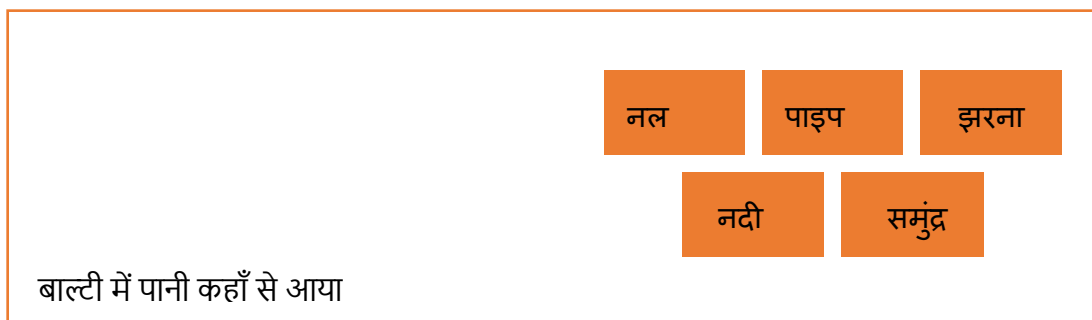 नल पाइप झरना
नदी समुंद्र
बाल्टी में पानी कहाँ से आया